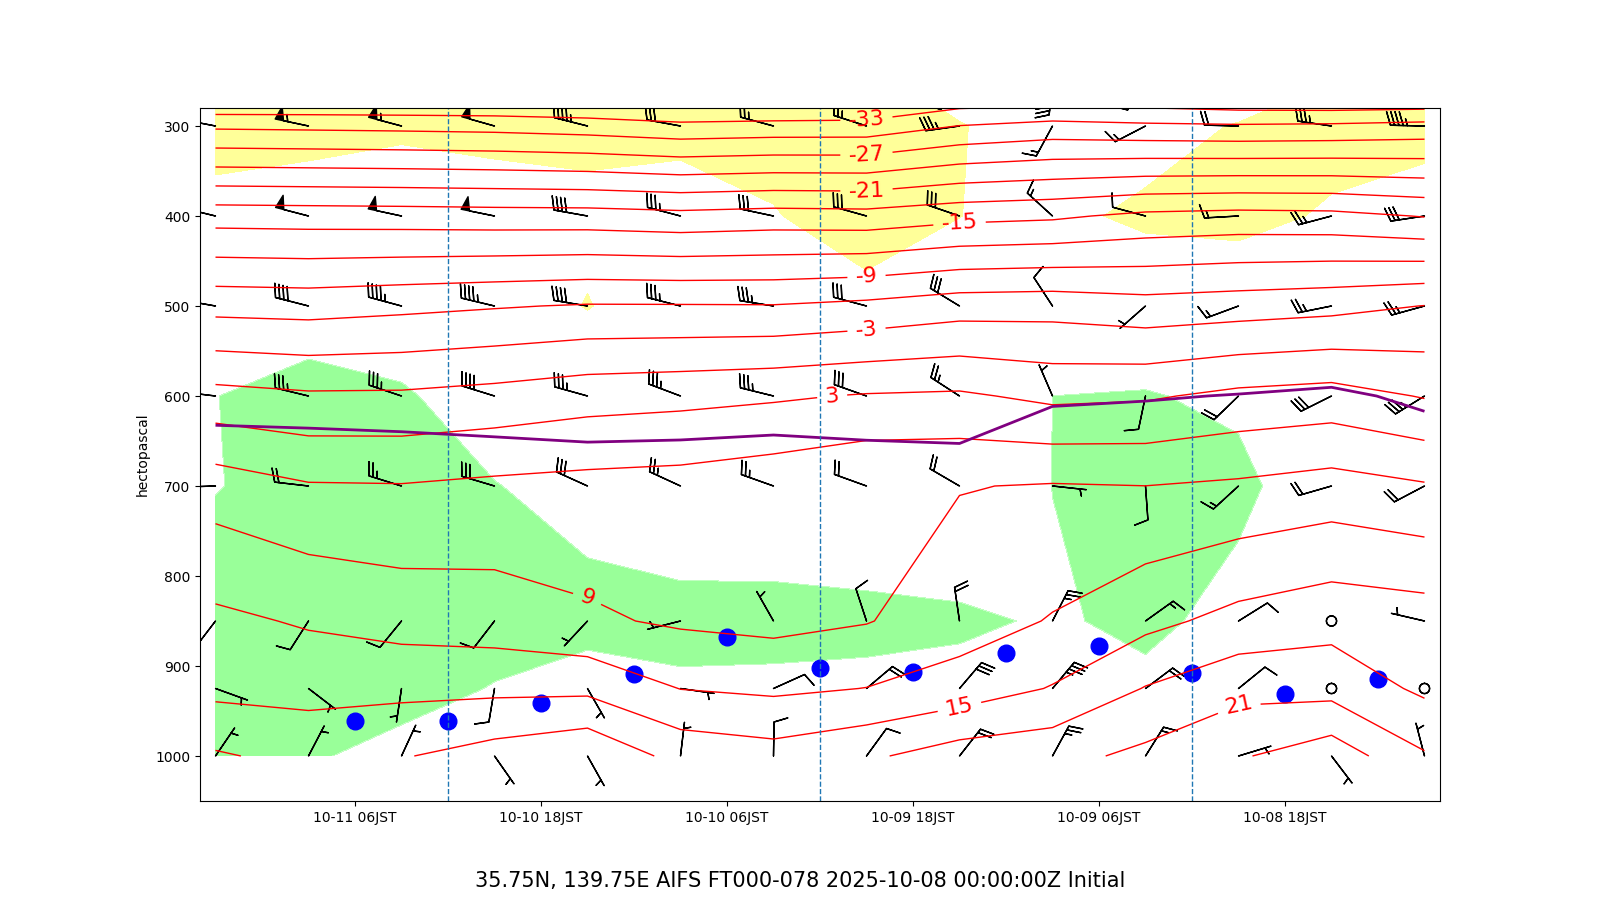 300
400
500
600
700
800
900
1000
hectopascal
-33
-27
-21
-15
-9
-3
3
9
15
21
10-11 06JST
10-10 18JST
10-10 06JST
10-09 18JST
10-09 06JST
10-08 18JST
35.75N, 139.75E AIFS FT000-078 2025-10-08 00:00:00Z Initial